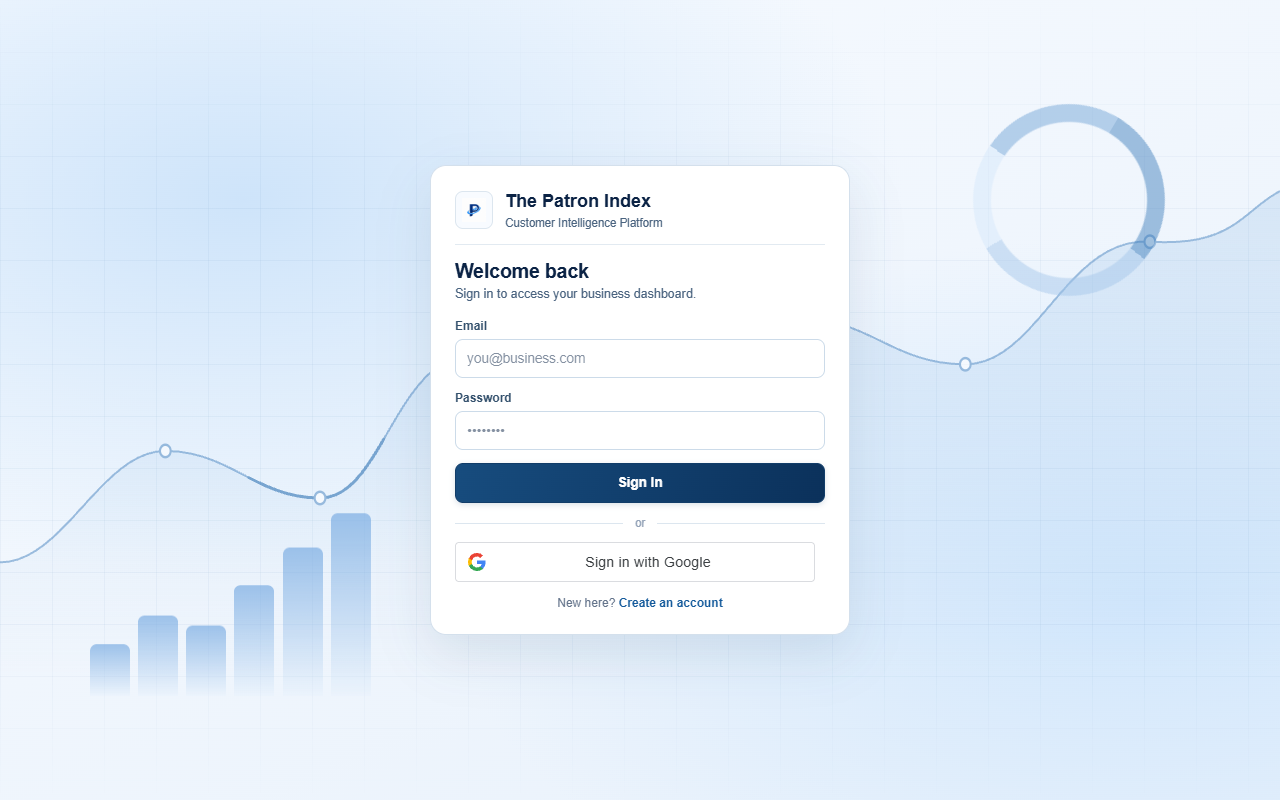 P
The Patron Index
Customer Intelligence Platform
Welcome back
Sign in to access your business dashboard.
Email
you@business.com
Password
••••••••
Sign In
or
Sign in with Google
New here? Create an account